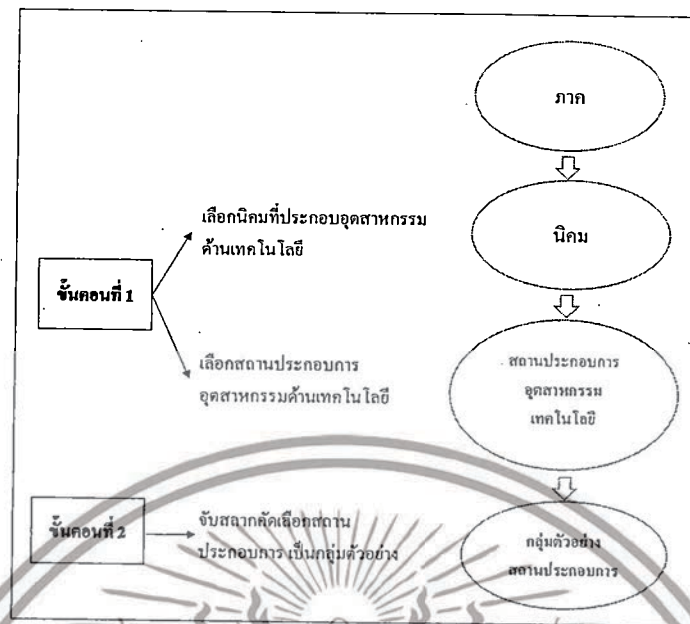 ภาค
เลือกนิคมที่ประกอบอุตสาหกรรม
ด้านเทคโนโลยี
นิคม
ขั้นตอนที่ 1
เลือกสถานประกอบการ
อุตสาหกรรมด้านเทคโนโลยี
สถานประกอบการ
อุตสาหกรรม
เทคโนโลยี
ขั้นตอนที่ 2
จับสลากคัดเลือกสถาน
ประกอบการ เป็นกลุ่มตัวอย่าง
กลุ่มตัวอย่าง
สถานประกอบการ